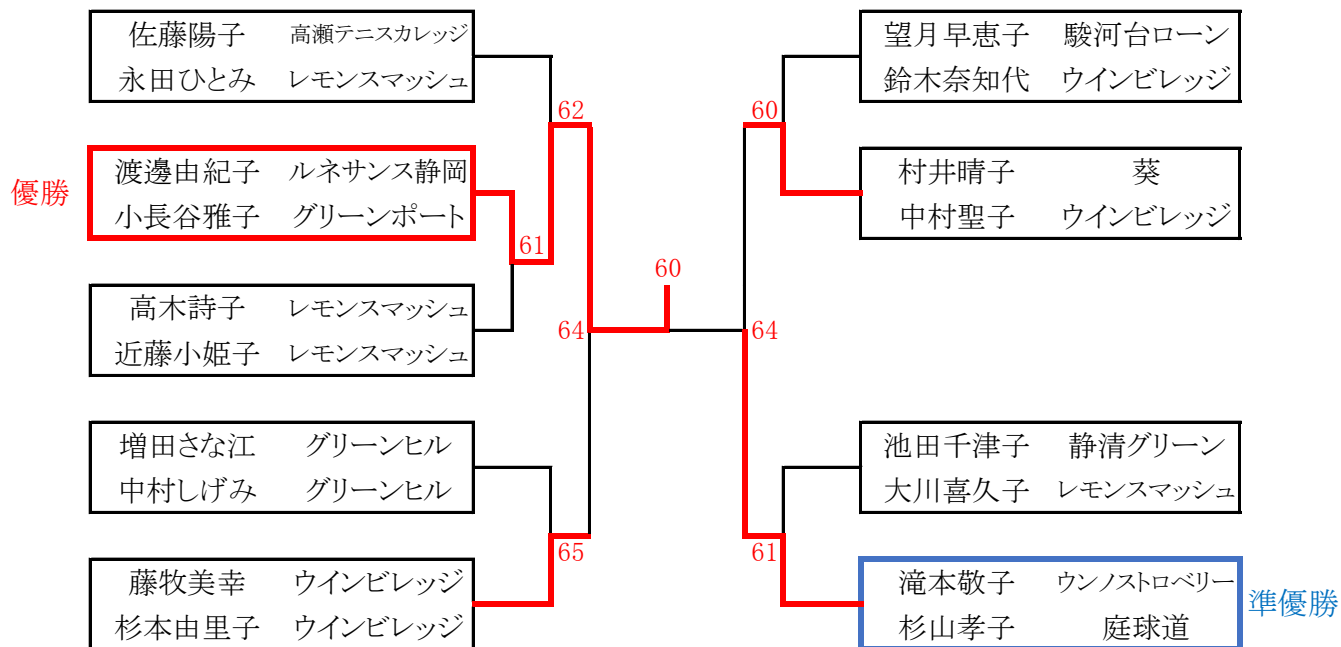 佐藤陽子 高瀬テニスカレッジ
永田ひとみ レモンスマッシュ
62
優勝
渡邊由紀子 ルネサンス静岡
小長谷雅子 グリーンポート
61
高木詩子 レモンスマッシュ
近藤小姫子 レモンスマッシュ
64
増田さな江 グリーンヒル
中村しげみ グリーンヒル
65
藤牧美幸 ウインビレッジ
杉本由里子 ウインビレッジ
60
望月早恵子 駿河台ローン
鈴木奈知代 ウインビレッジ
60
村井晴子 葵
中村聖子 ウインビレッジ
64
池田千津子 静清グリーン
大川喜久子 レモンスマッシュ
61
滝本敬子 ウンノストロベリー
杉山孝子 庭球道
準優勝